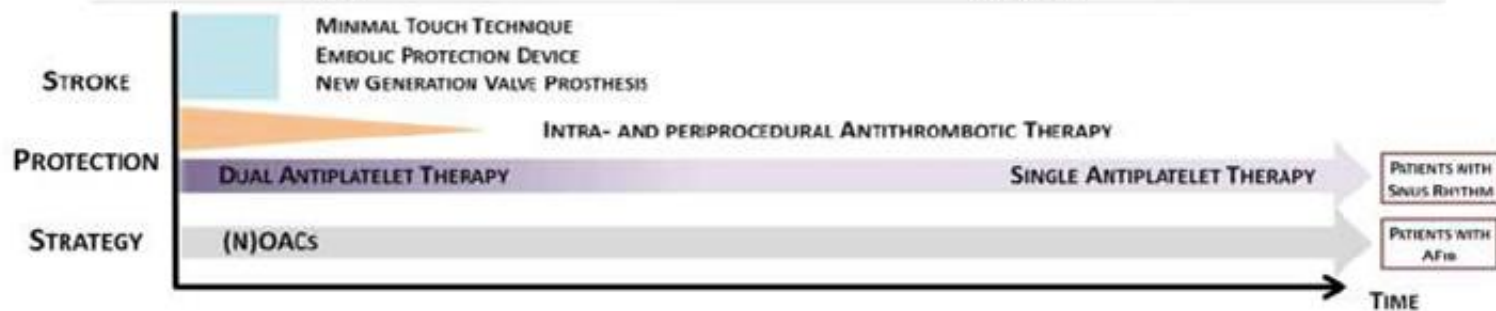 MINIMAL TOUCH TECHNIQUE
EMBOLIC PROTECTION DEVICE
NEW GENERATION VALVE PROSTHESIS
STROKE
INTRA- AND PERIPROCEDURAL ANTITHROMBOTIC THERAPY
PROTECTION
DUAL ANTIPLATELET THERAPY
SINGLE ANTIPLATELET THERAPY
PATIENTS WITH
SINUS RHYTHM
STRATEGY
(N)OACs
PATIENTS WITH
AFIB
TIME